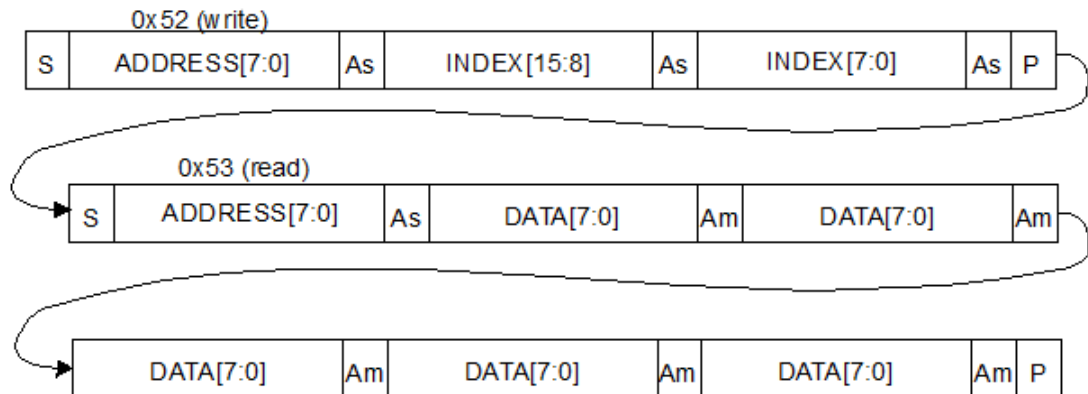 0x52 (write)
S ADDRESS[7:0] As INDEX[15:8] As INDEX[7:0] As P
0x53 (read)
S ADDRESS[7:0] As DATA[7:0] Am DATA[7:0] Am
DATA[7:0] Am DATA[7:0] Am DATA[7:0] Am P